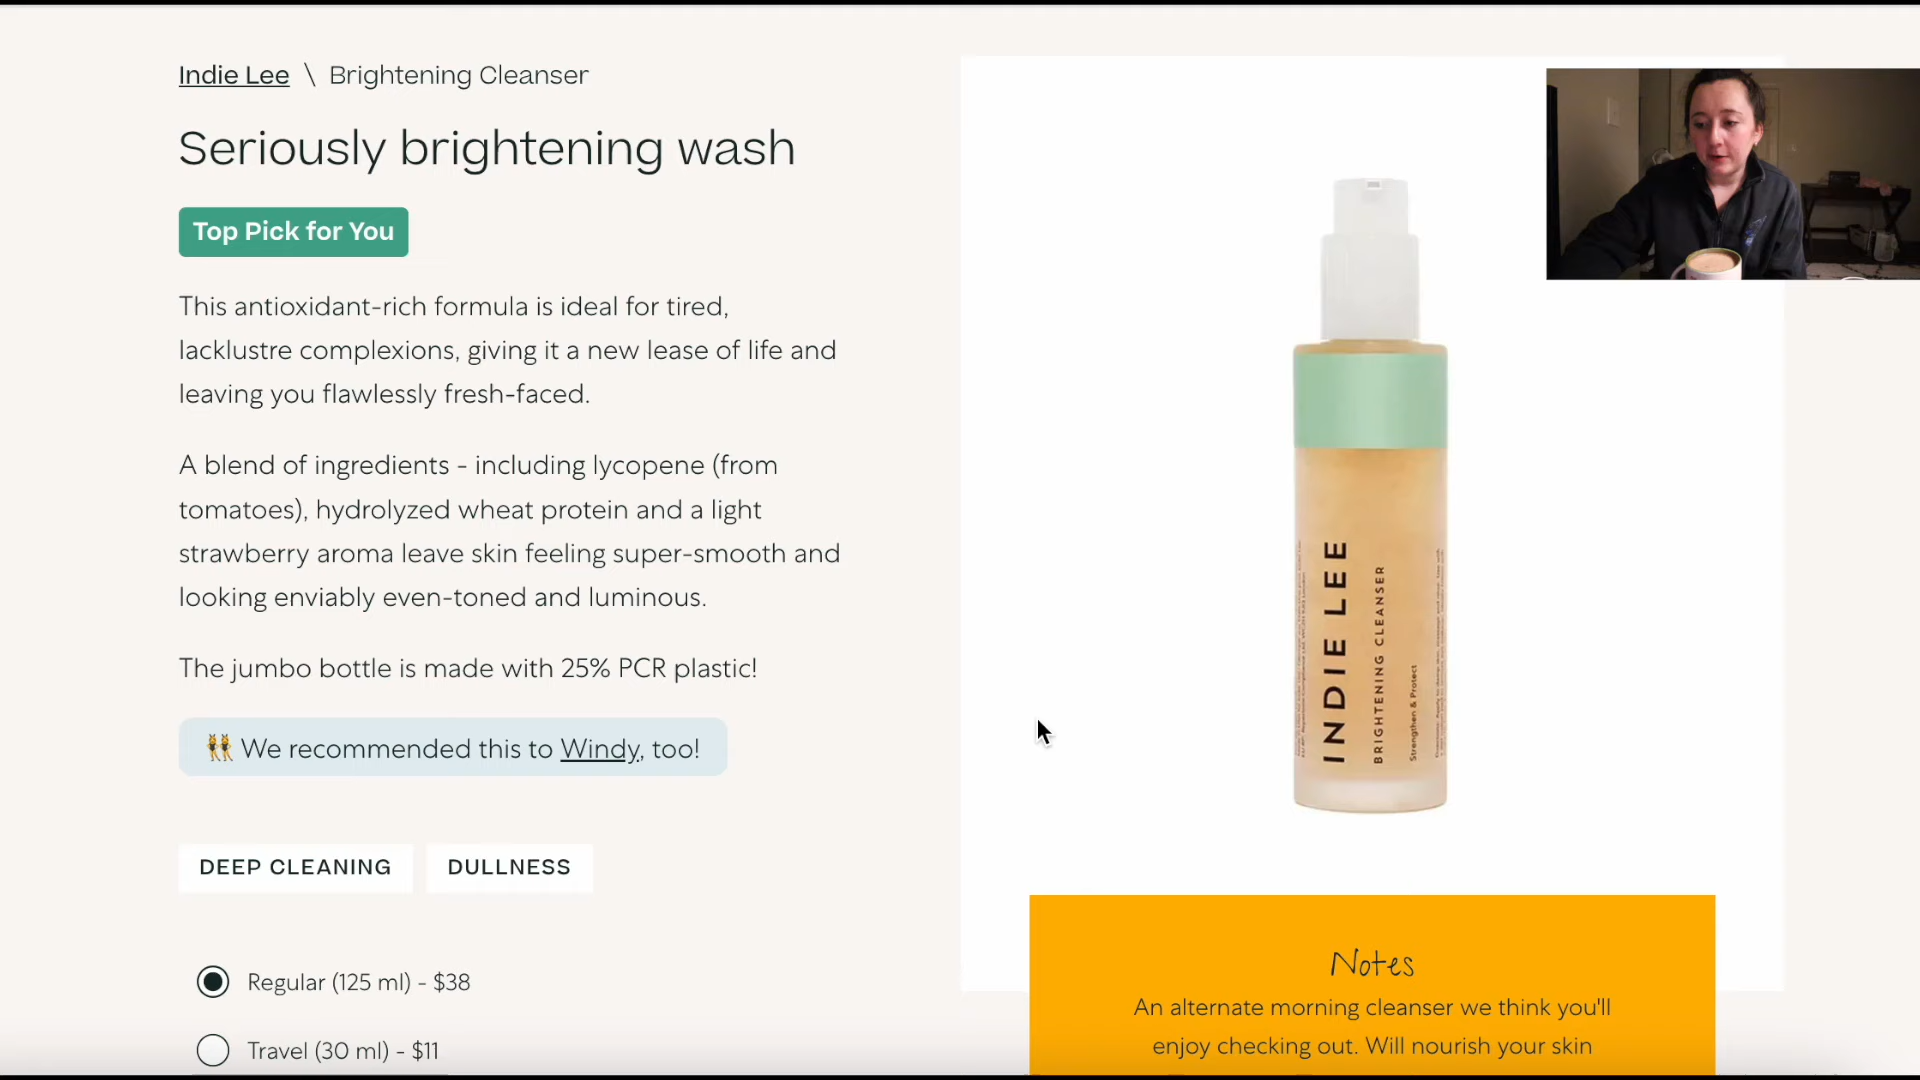 Indie Lee \ Brightening Cleanser
Seriously brightening wash
Top Pick for You
This antioxidant-rich formula is ideal for tired,
lacklustre complexions, giving it a new lease of life and
leaving you flawlessly fresh-faced.
A blend of ingredients - including lycopene (from
tomatoes), hydrolyzed wheat protein and a light
strawberry aroma leave skin feeling super-smooth and
looking enviably even-toned and luminous.
The jumbo bottle is made with 25% PCR plastic!
👯 We recommended this to Windy, too!
DEEP CLEANING
DULLNESS
Regular (125 ml) - $38
Travel (30 ml) - $11
INDIE LEE
BRIGHTENING CLEANSER
Strengthen & Protect
Notes
An alternate morning cleanser we think you'll
enjoy checking out. Will nourish your skin